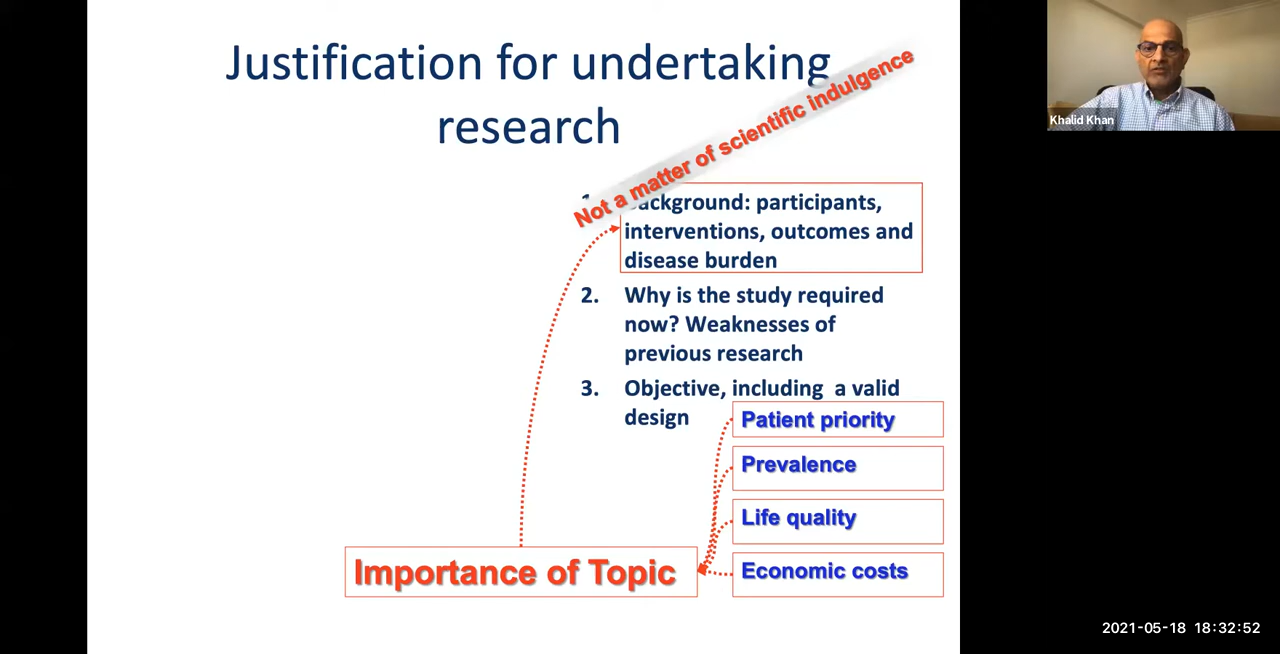 Justification for undertaking
research
Not a matter of scientific indulgence
1. ackground: participants,
interventions, outcomes and
disease burden
2. Why is the study required
now? Weaknesses of
previous research
3. Objective, including a valid
design
Patient priority
Prevalence
Life quality
Economic costs
Importance of Topic
Khalid Khan
2021-05-18 18:32:52